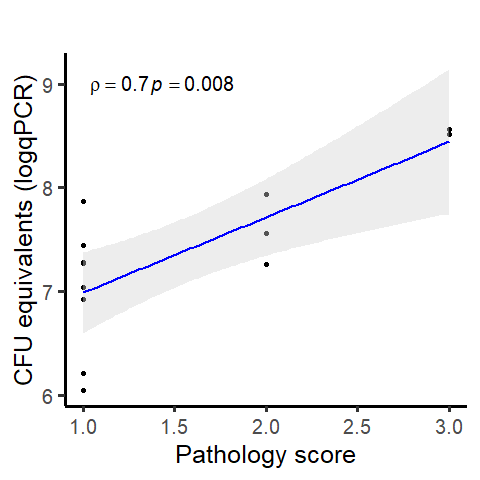 ρ = 0.7 p = 0.008
CFU equivalents (logqPCR)
9
8
7
6
1.0 1.5 2.0 2.5 3.0
Pathology score